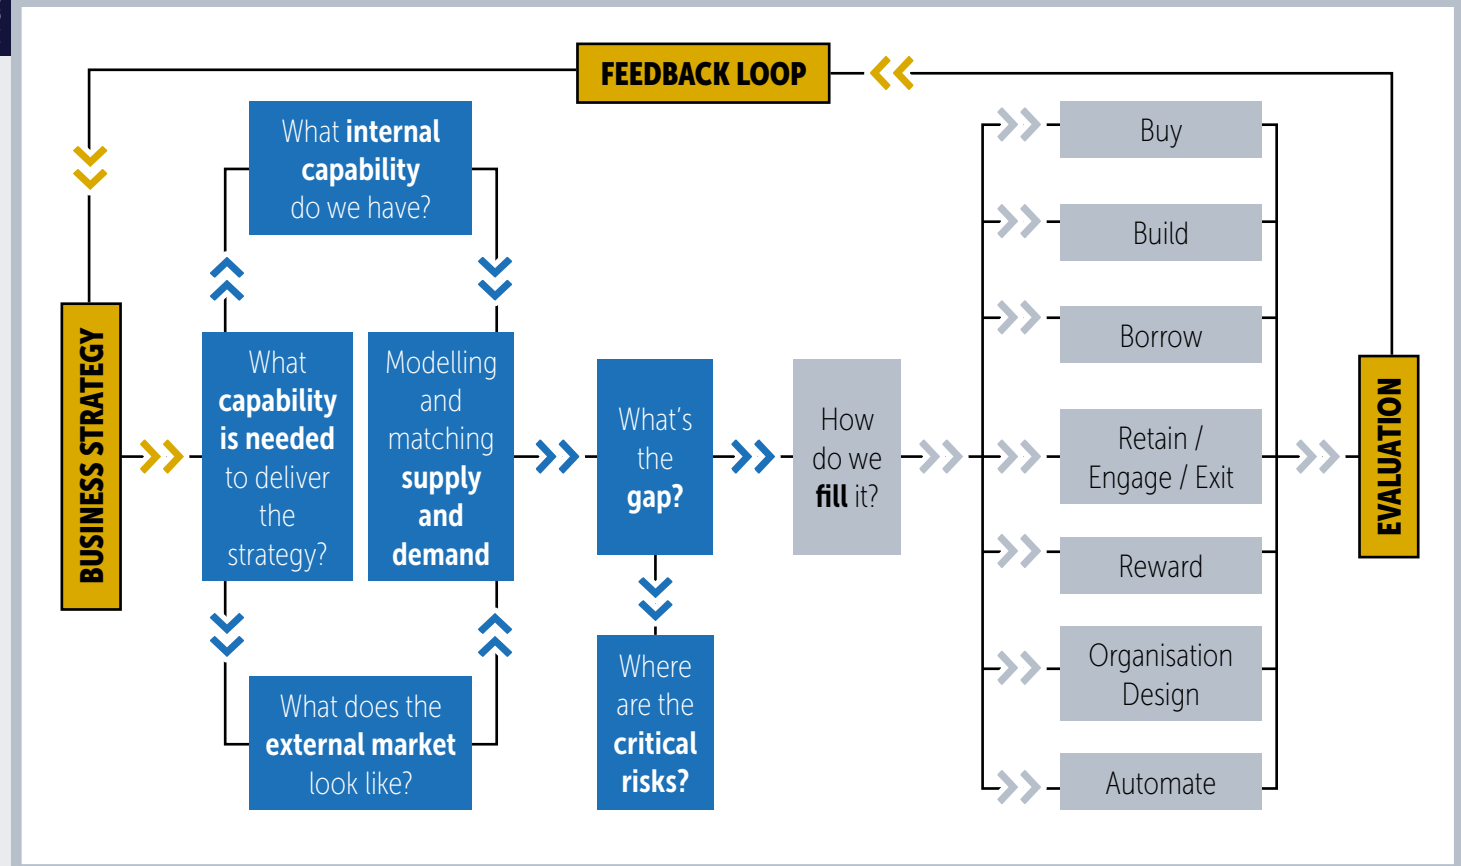 FEEDBACK LOOP
BUSINESS STRATEGY
What internal
capability
do we have?
What
capability
is needed
to deliver
the
strategy?
Modelling
and
matching
supply
and
demand
What does the
external market
look like?
What's
the
gap?
Where
are the
critical
risks?
How
do we
fill it?
Buy
Build
Borrow
Retain /
Engage / Exit
Reward
Organisation
Design
Automate
EVALUATION